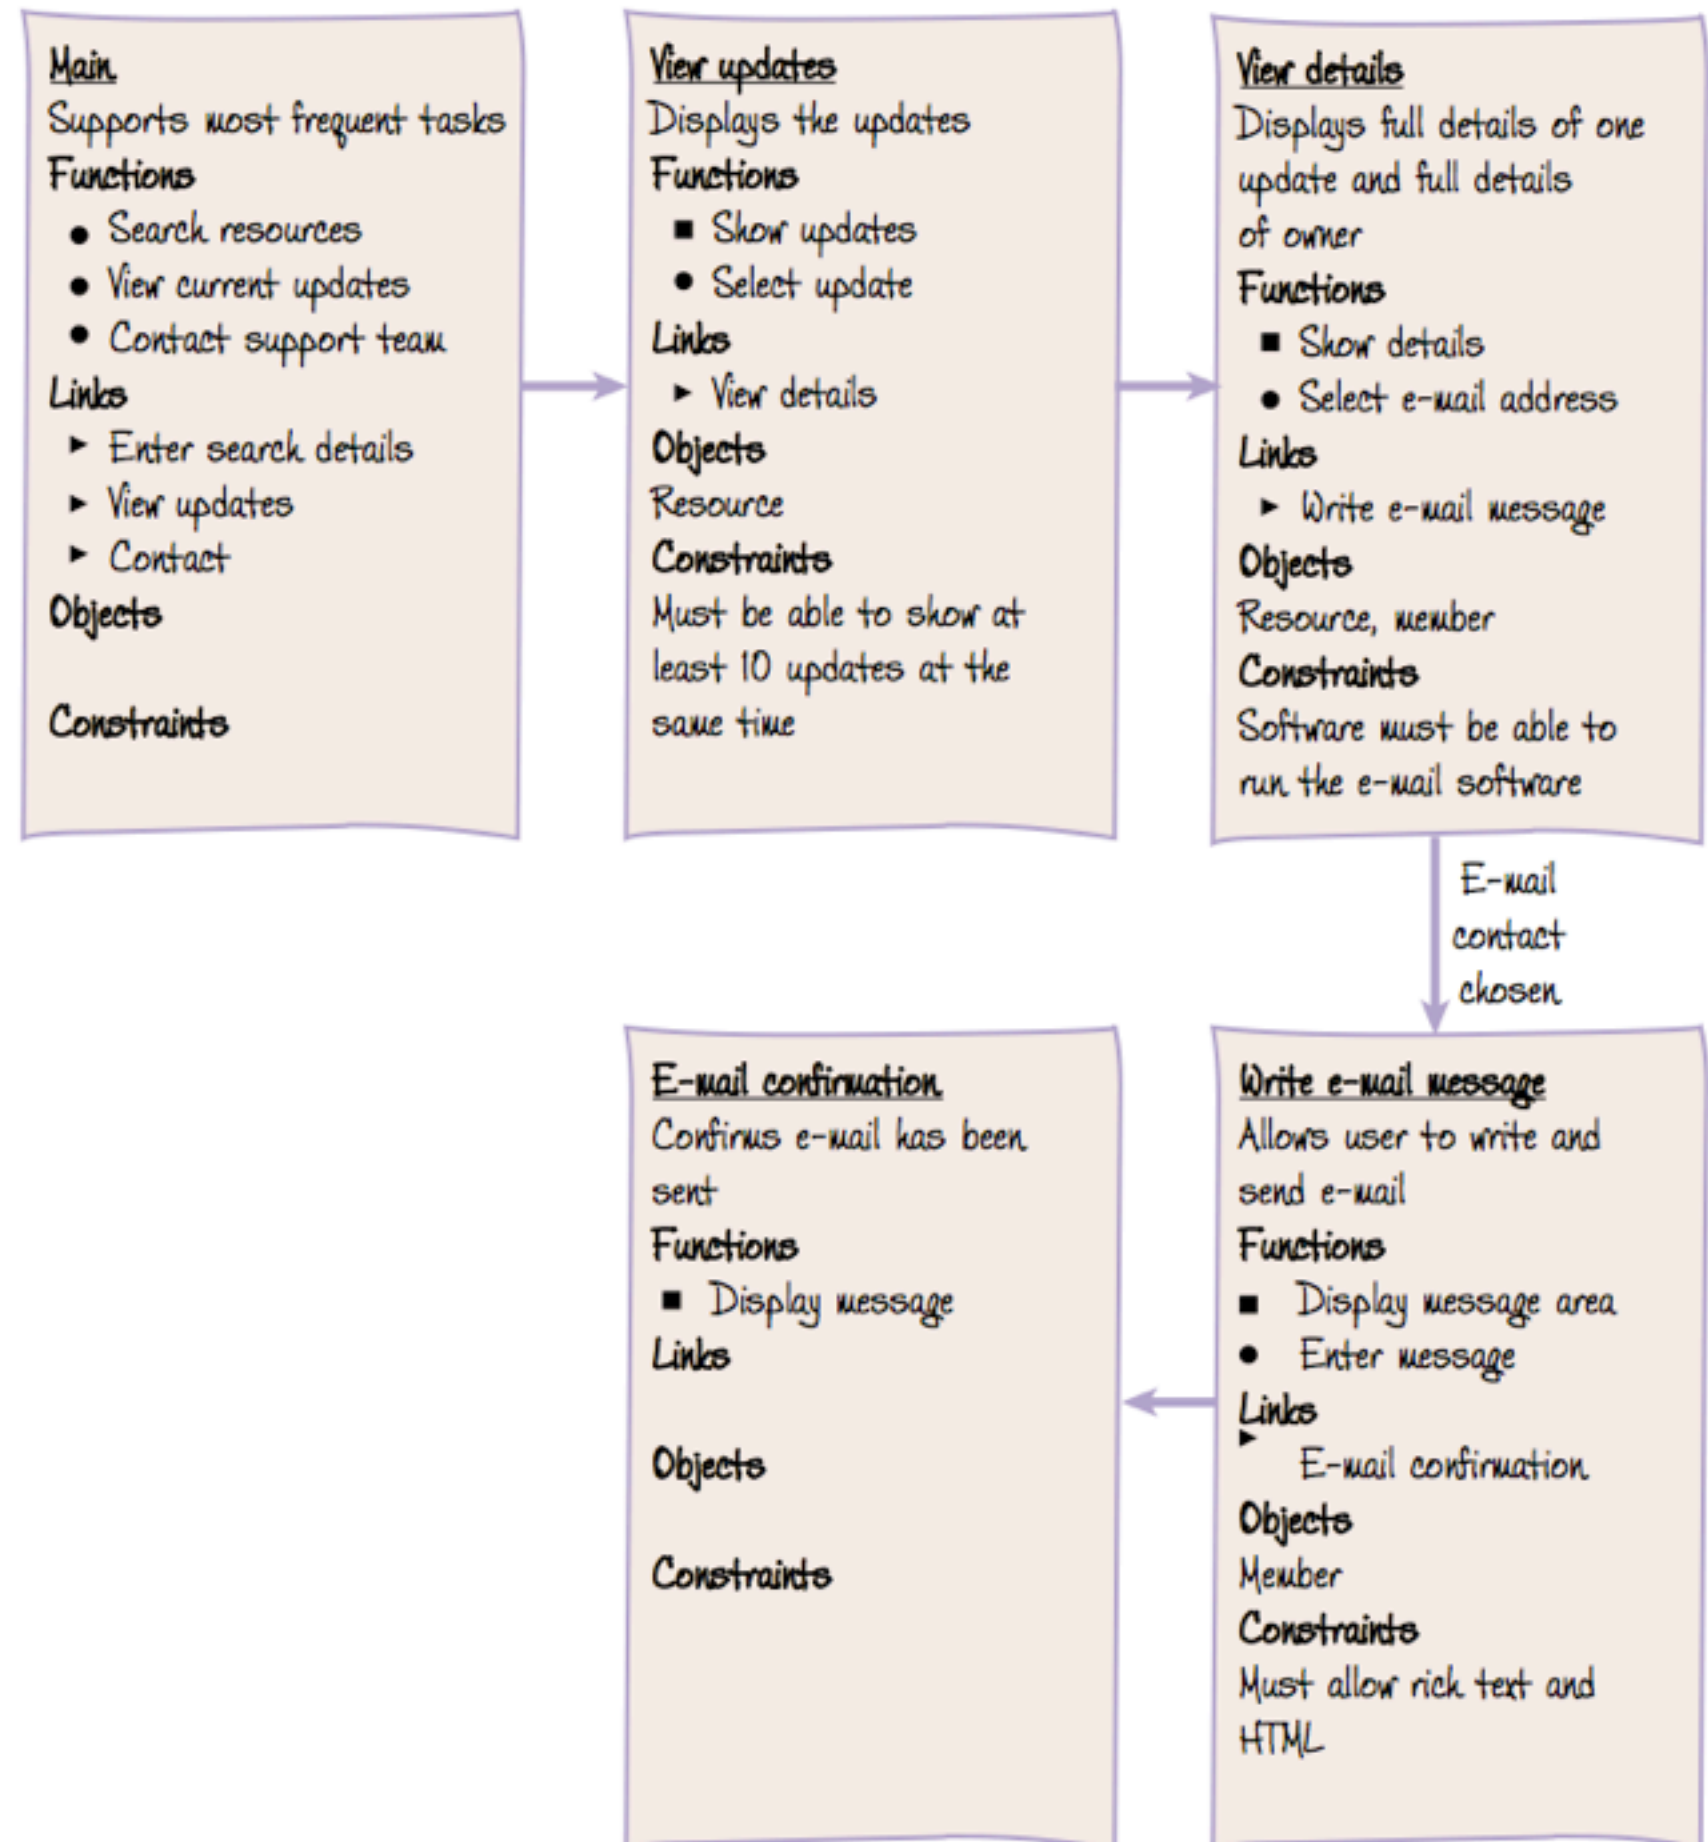 Main
Supports most frequent tasks
Functions
● Search resources
● View current updates
● Contact support team
Links
► Enter search details
► View updates
► Contact
Objects
Constraints
View updates
Displays the updates
Functions
■ Show updates
● Select update
Links
► View details
Objects
Resource
Constraints
Must be able to show at
least 10 updates at the
same time
View details
Displays full details of one
update and full details
of owner
Functions
■ Show details
● Select e-mail address
Links
► Write e-mail message
Objects
Resource, member
Constraints
Software must be able to
run the e-mail software
E-mail
contact
chosen
Write e-mail message
Allows user to write and
send e-mail
Functions
■ Display message area
● Enter message
Links
► E-mail confirmation
Objects
Member
Constraints
Must allow rich text and
HTML
E-mail confirmation
Confirms e-mail has been
sent
Functions
■ Display message
Links
Objects
Constraints